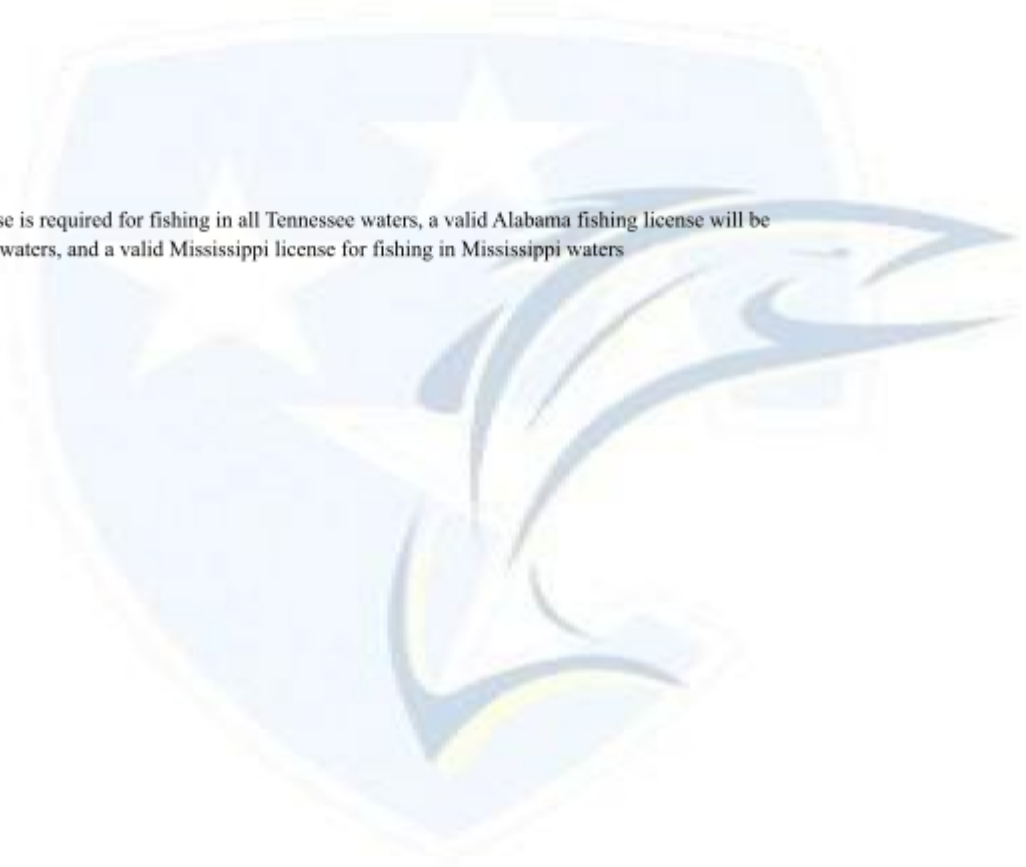 se is required for fishing in all Tennessee waters, a valid Alabama fishing license will be
waters, and a valid Mississippi license for fishing in Mississippi waters